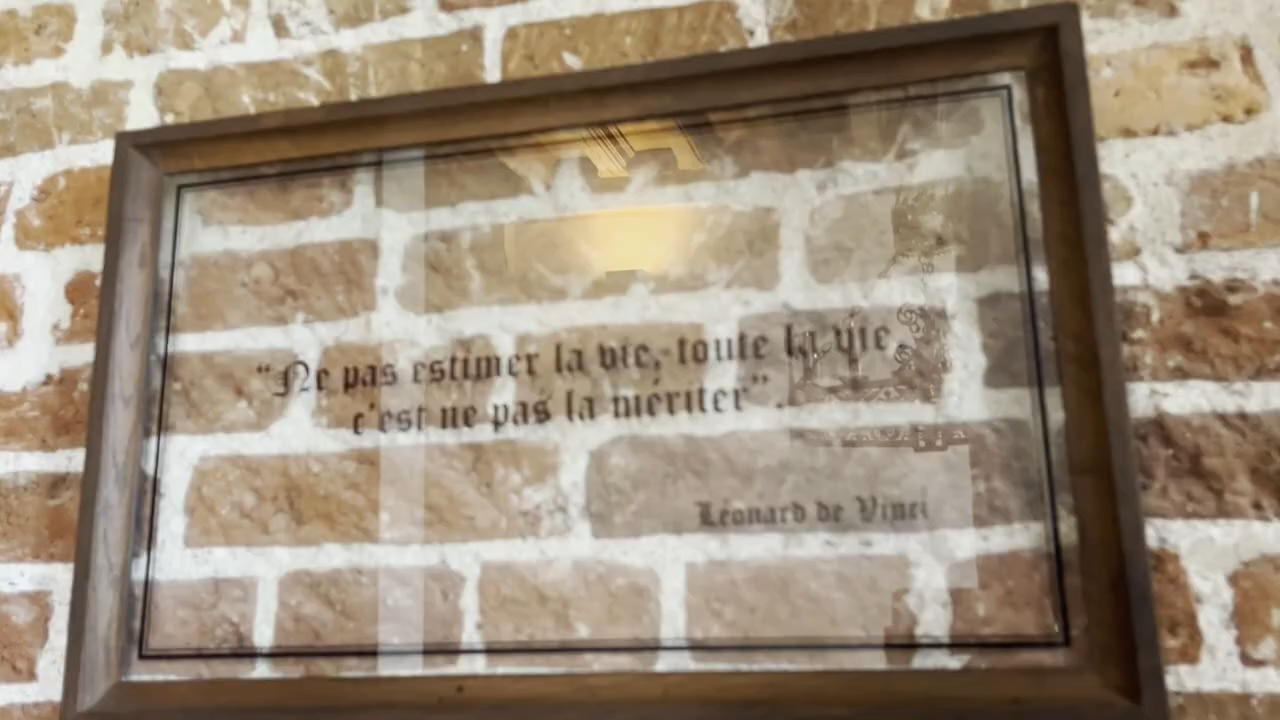 “Ne pas estimer la vie, toute la vie,
c'est ne pas la mériter”.
Léonard de Vinci